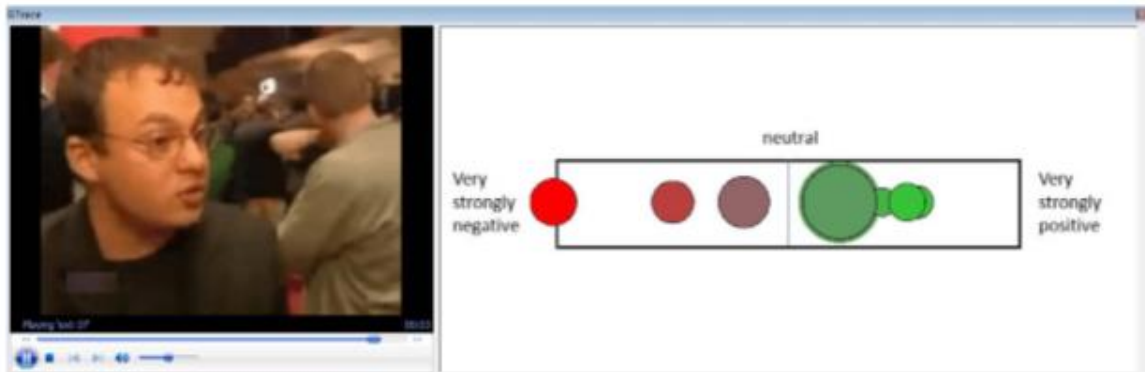 GTrace
neutral
Very
strongly
negative
Very
strongly
positive